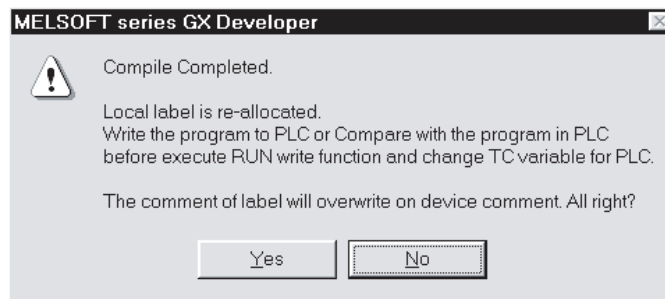 MELSOFT series GX Developer
Compile Completed.
Local label is re-allocated.
Write the program to PLC or Compare with the program in PLC
before execute RUN write function and change TC variable for PLC.
The comment of label will overwrite on device comment. All right?
Yes
No